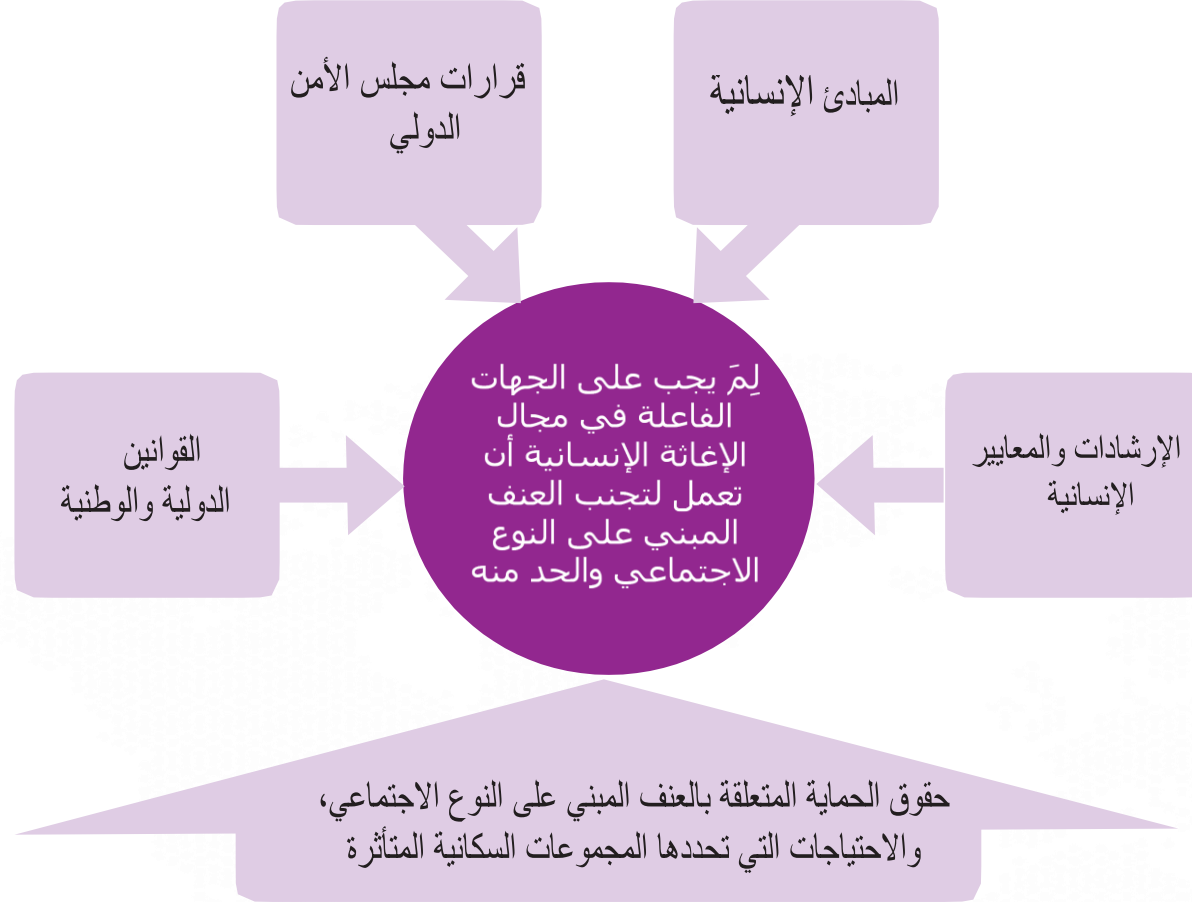 المبادئ الإنسانية
قرارات مجلس الأمن
الدولي
الإرشادات والمعايير
الإنسانية
لِمَ يجب على الجهات
الفاعلة في مجال
الإغاثة الإنسانية أن
تعمل لتجنب العنف
المبني على النوع
الاجتماعي والحد منه
القوانين
الدولية والوطنية
حقوق الحماية المتعلقة بالعنف المبني على النوع الاجتماعي،
والاحتياجات التي تحددها المجموعات السكانية المتأثرة